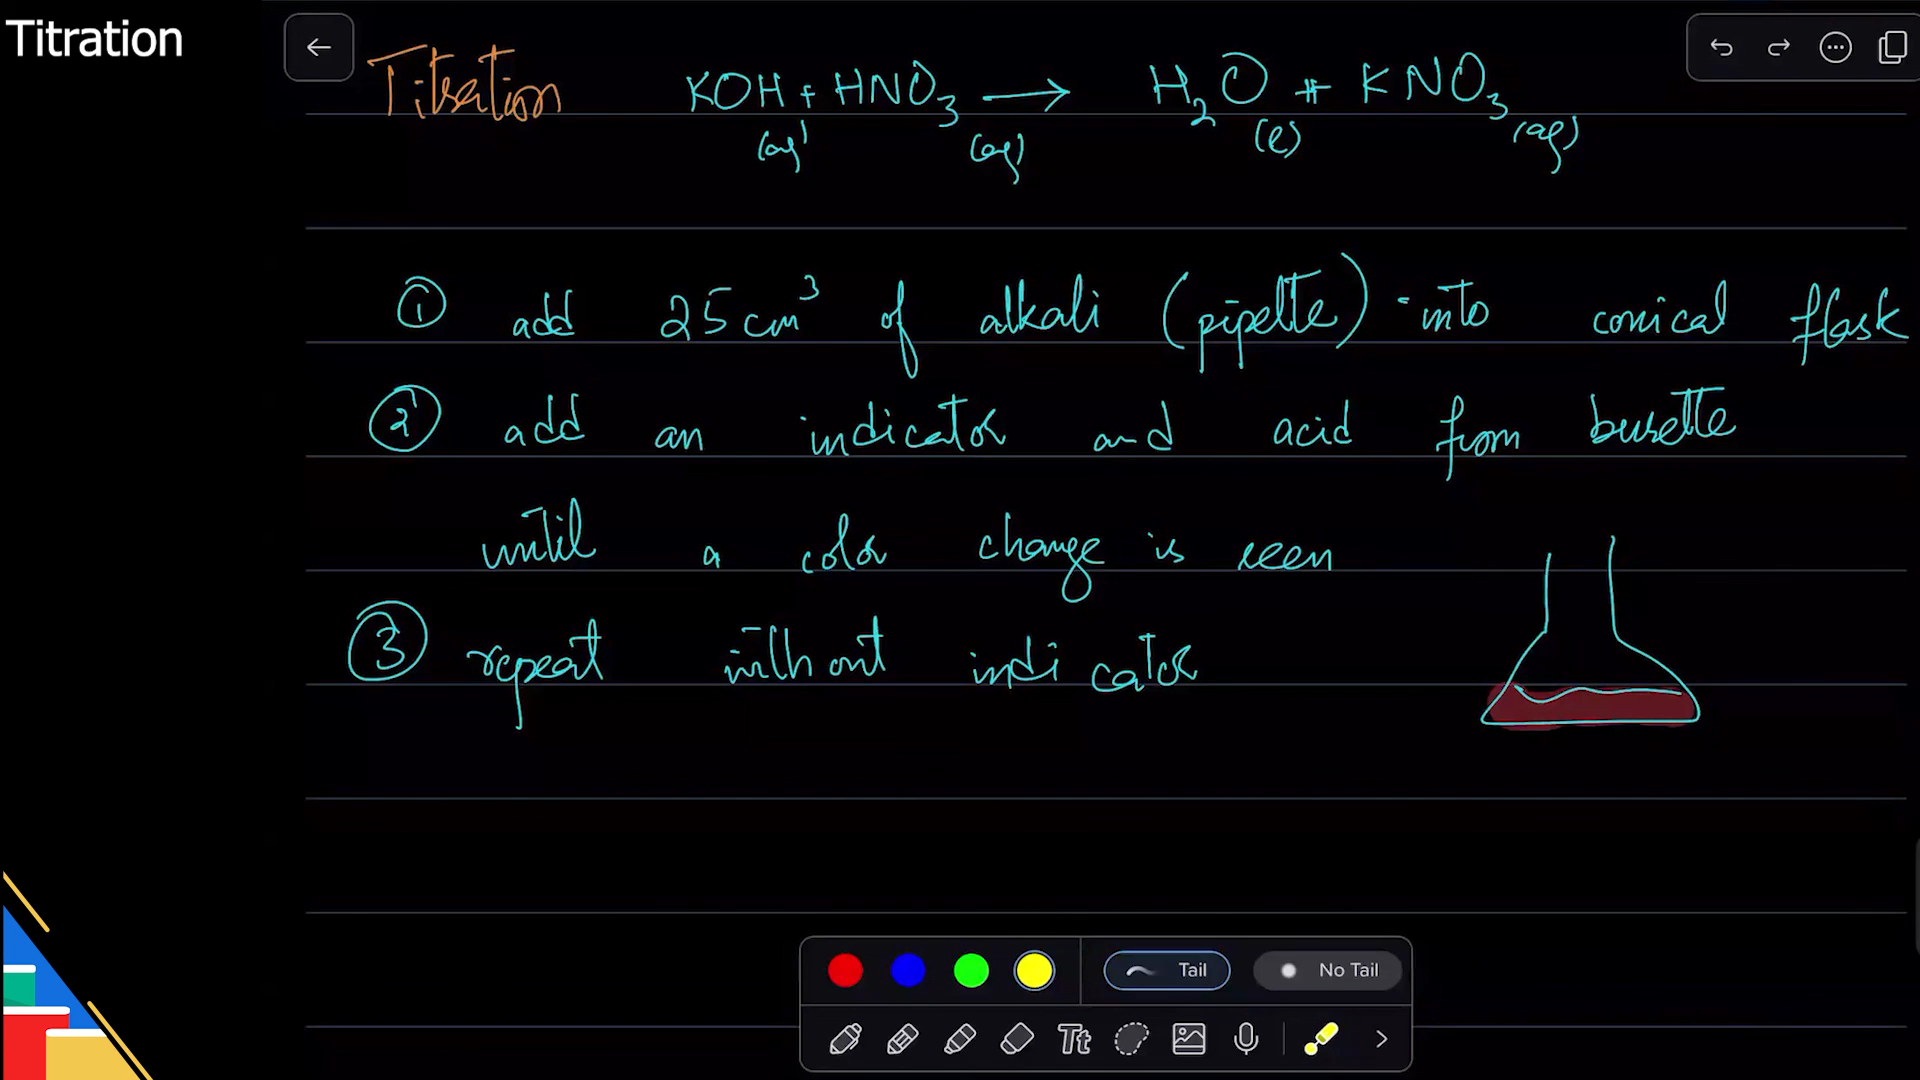 Titration
Titration KOH + HNO₃ → H₂O + KNO₃
(aq) (aq) (l) (aq)
① add 25 cm³ of alkali (pipette) into conical flask
② add an indicator and acid from burette
until a color change is seen
③ repeat without indicator
Tail No Tail
Tt